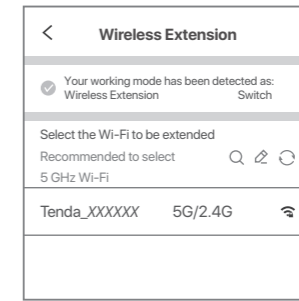 Wireless Extension
Your working mode has been detected as:
Wireless Extension Switch
Select the Wi-Fi to be extended
Recommended to select
5 GHz Wi-Fi
Tenda_XXXXXX 5G/2.4G